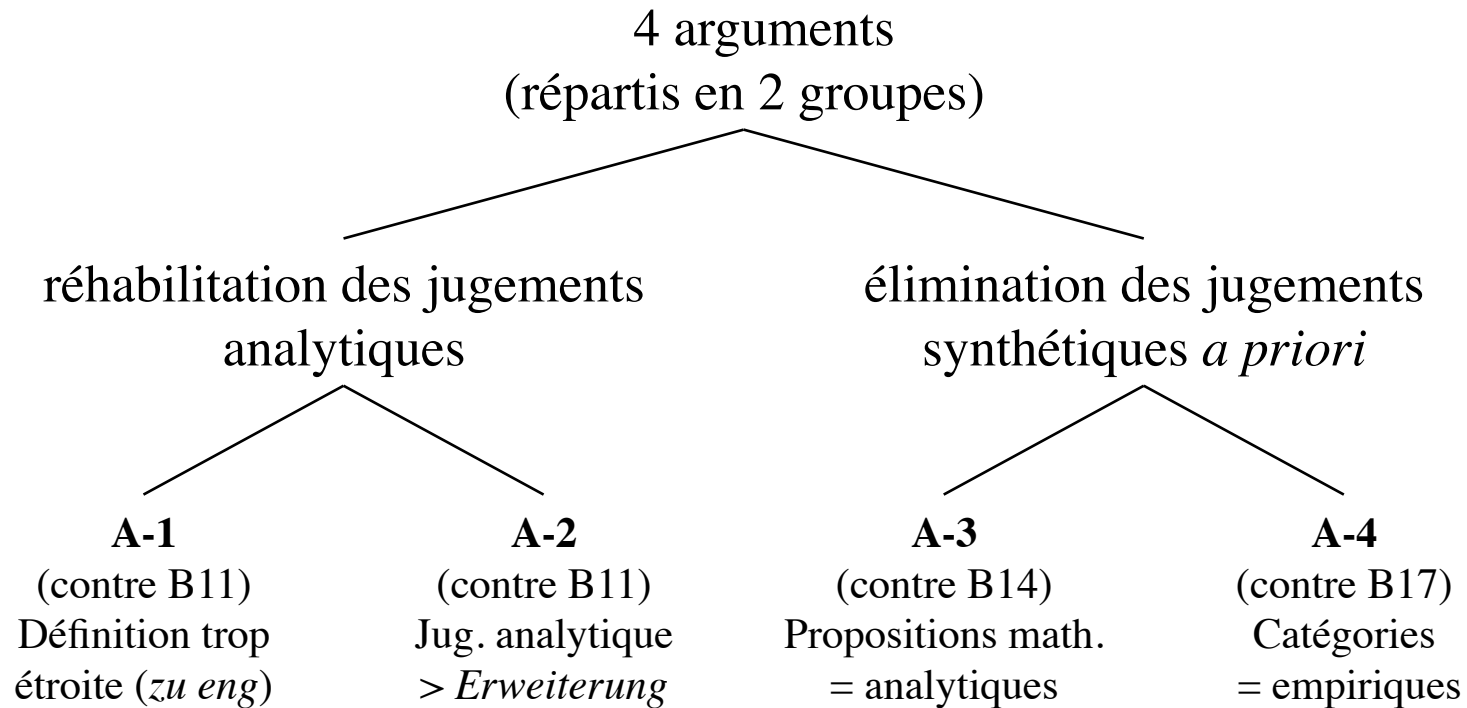 4 arguments
(répartis en 2 groupes)
réhabilitation des jugements
analytiques
élimination des jugements
synthétiques a priori
A-1
(contre B11)
Définition trop
étroite (zu eng)
A-2
(contre B11)
Jug. analytique
> Erweiterung
A-3
(contre B14)
Propositions math.
= analytiques
A-4
(contre B17)
Catégories
= empiriques